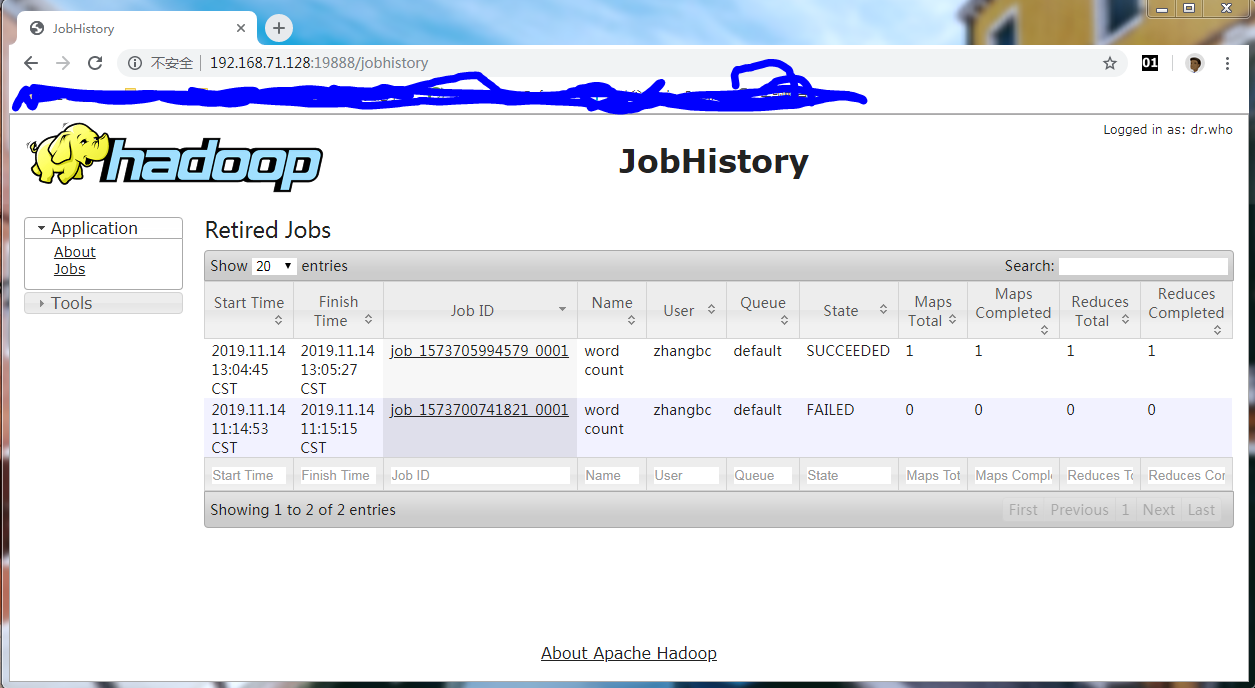 JobHistory
不安全 192.168.71.128:19888/jobhistory
01
Logged in as: dr.who
hadoop
JobHistory
Application
About
Jobs
Tools
Retired Jobs
Show 20 entries Search:
Start Time Finish Time Job ID Name User Queue State Maps Total Maps Completed Reduces Total Reduces Completed
2019.11.14 13:04:45 CST 2019.11.14 13:05:27 CST job_1573705994579_0001 word count zhangbc default SUCCEEDED 1 1 1 1
2019.11.14 11:14:53 CST 2019.11.14 11:15:15 CST job_1573700741821_0001 word count zhangbc default FAILED 0 0 0 0
Start Time Finish Time Job ID Name User Queue State Maps Tot Maps Comple Reduces To Reduces Cor
Showing 1 to 2 of 2 entries First Previous 1 Next Last
About Apache Hadoop